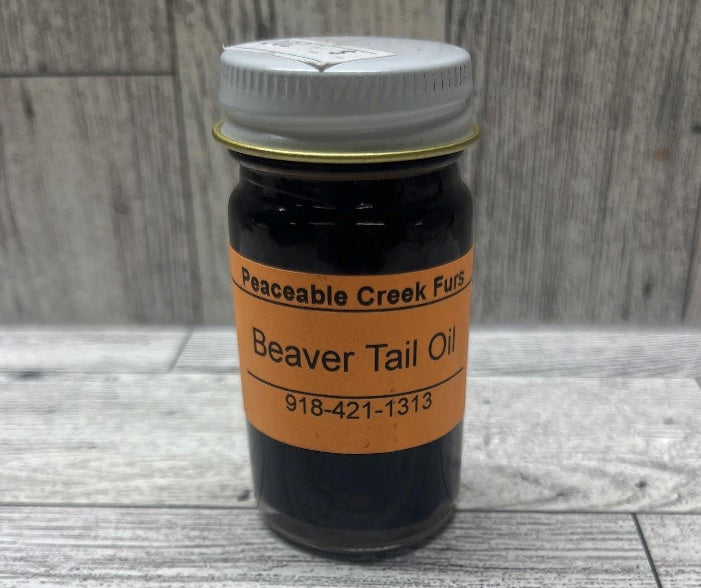 Peaceable Creek Furs
Beaver Tail Oil
918-421-1313